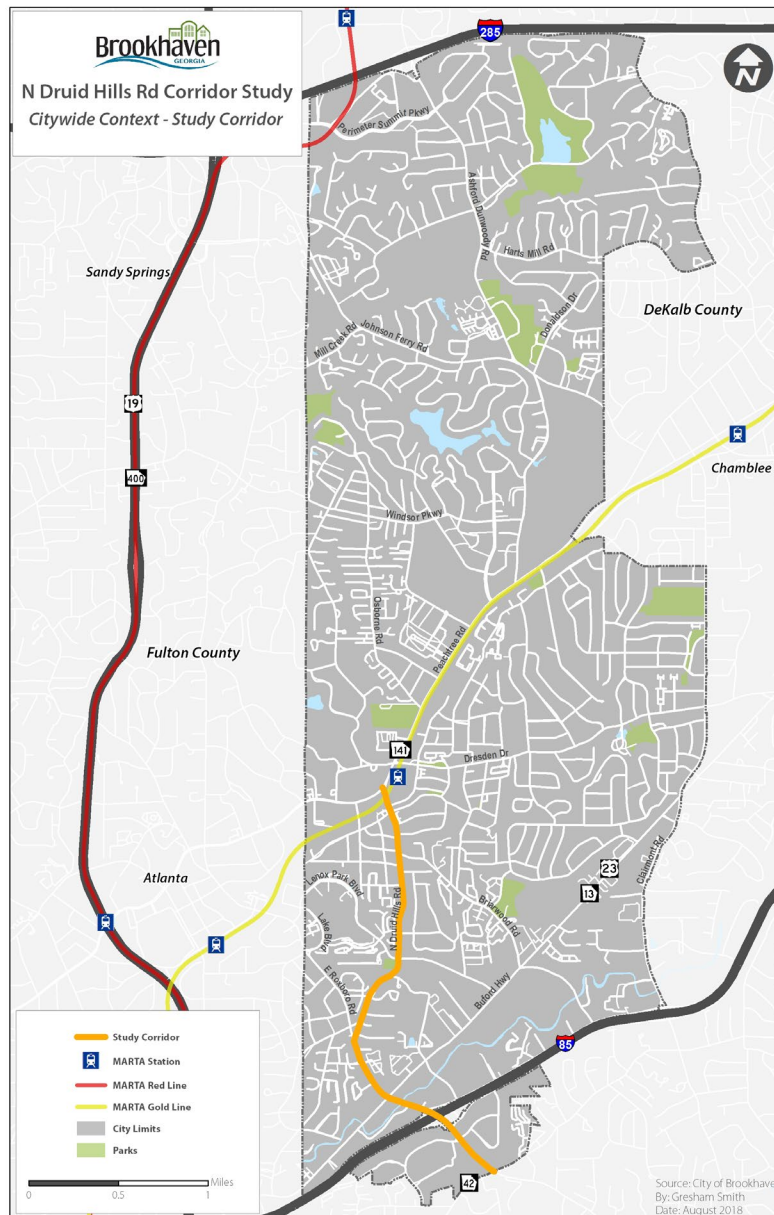 Brookhaven
GEORGIA
N Druid Hills Rd Corridor Study
Citywide Context - Study Corridor
285
N
Perimeter Summit Pkwy
Ashford Dunwoody Rd
Harts Mill Rd
Sandy Springs
DeKalb County
Donaldson Dr
Mill Creek Rd
Johnson Ferry Rd
19
400
Chamblee
Windsor Pkwy
Osborne Rd
Peachtree Rd
Fulton County
141
Dresden Dr
Clairmont Rd
23
13
Atlanta
Lenox Park Blvd
N Druid Hills Rd
Briarwood Rd
Lake Blvd
E Roxboro Rd
Buford Hwy
85
42
Study Corridor
MARTA Station
MARTA Red Line
MARTA Gold Line
City Limits
Parks
Miles
0 0.5 1
Source: City of Brookhave
By: Gresham Smith
Date: August 2018